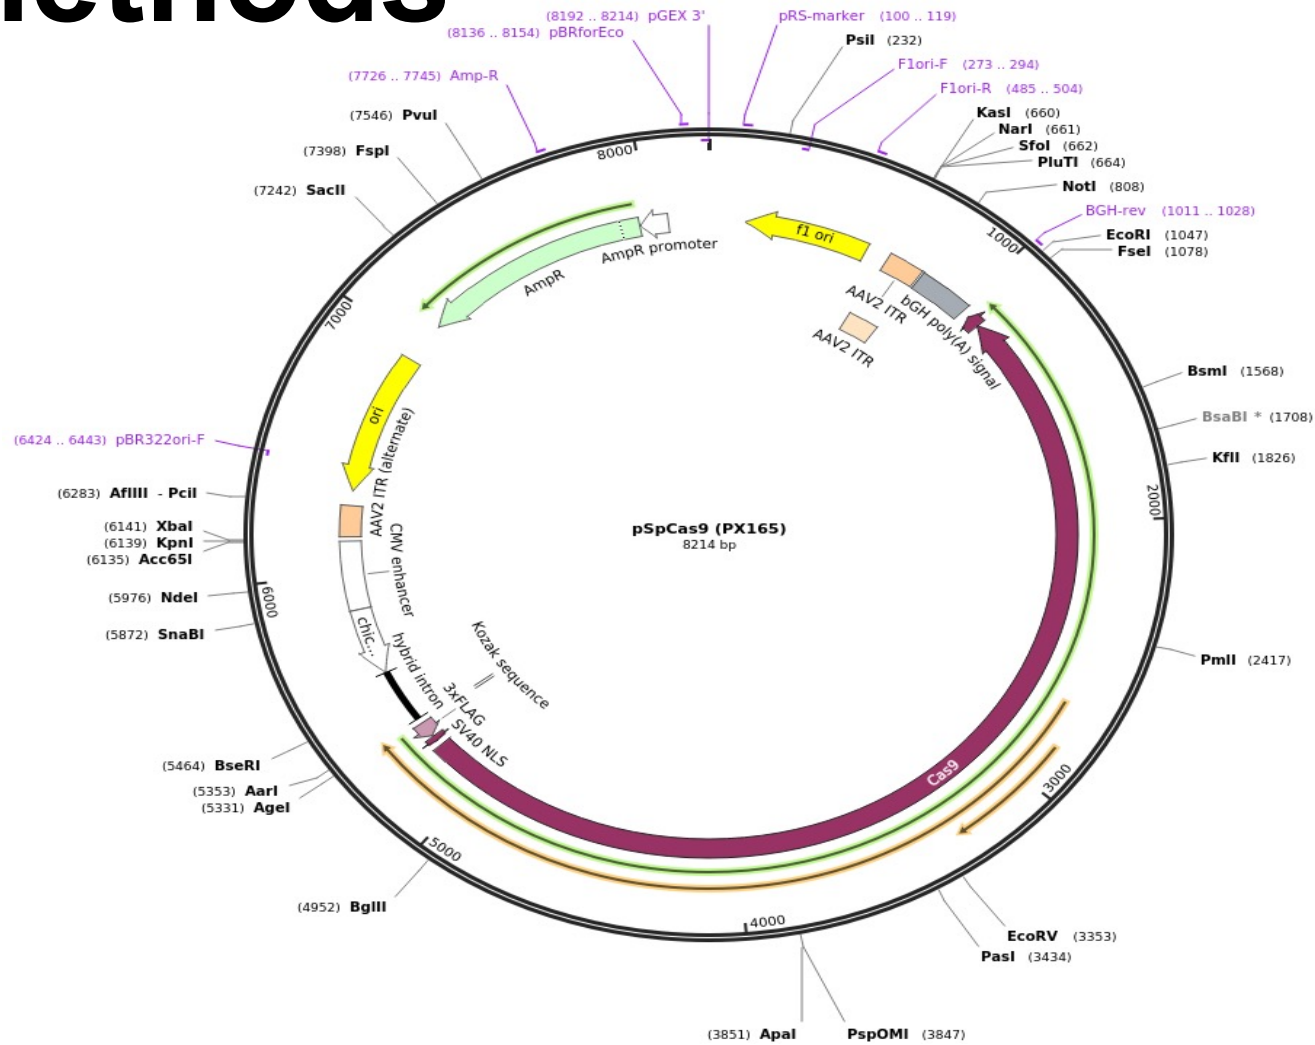 ethods
(8192 .. 8214) pGEX 3'
pRS-marker (100 .. 119)
(8136 .. 8154) pBRforEco
PsiI (232)
F1ori-F (273 .. 294)
(7726 .. 7745) Amp-R
F1ori-R (485 .. 504)
(7546) PvuI
KasI (660)
NarI (661)
(7398) FspI
SfoI (662)
PluTI (664)
(7242) SacII
NotI (808)
BGH-rev (1011 .. 1028)
EcoRI (1047)
FseI (1078)
8000
1000
f1 ori
AmpR promoter
AmpR
AAV2 ITR
bGH poly(A) signal
AAV2 ITR
7000
BsmI (1568)
BsaBI * (1708)
ori
(6424 .. 6443) pBR322ori-F
KflI (1826)
AAV2 ITR (alternate)
2000
(6283) AflIII - PciI
(6141) XbaI
(6139) KpnI
(6135) Acc65I
pSpCas9 (PX165)
8214 bp
CMV enhancer
(5976) NdeI
6000
(5872) SnaBI
chic...
hybrid intron
Kozak sequence
PmlI (2417)
3xFLAG
SV40 NLS
(5464) BseRI
(5353) AarI
(5331) AgeI
Cas9
3000
5000
(4952) BglII
4000
EcoRV (3353)
PasI (3434)
(3851) ApaI
PspOMI (3847)